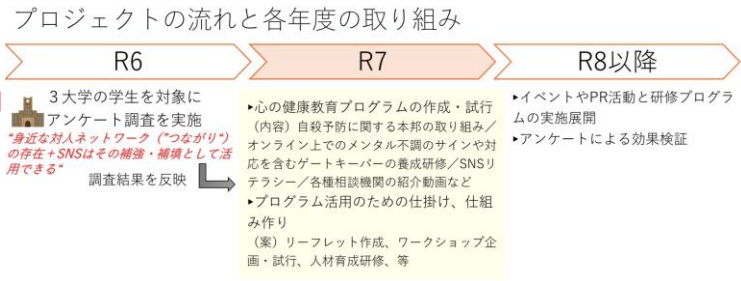 プロジェクトの流れと各年度の取り組み
R6
R7
R8以降
３大学の学生を対象に
アンケート調査を実施
“身近な対人ネットワーク（”つながり“）
の存在＋SNSはその補強・補填として活
用できる“
調査結果を反映
▸心の健康教育プログラムの作成・試行
（内容）自殺予防に関する本邦の取り組み／
オンライン上でのメンタル不調のサインや対
応を含むゲートキーパーの養成研修／SNSリ
テラシー／各種相談機関の紹介動画など
▸プログラム活用のための仕掛け、仕組
み作り
（案）リーフレット作成、ワークショップ企
画・試行、人材育成研修、等
▸イベントやPR活動と研修プログラ
ムの実施展開
▸アンケートによる効果検証